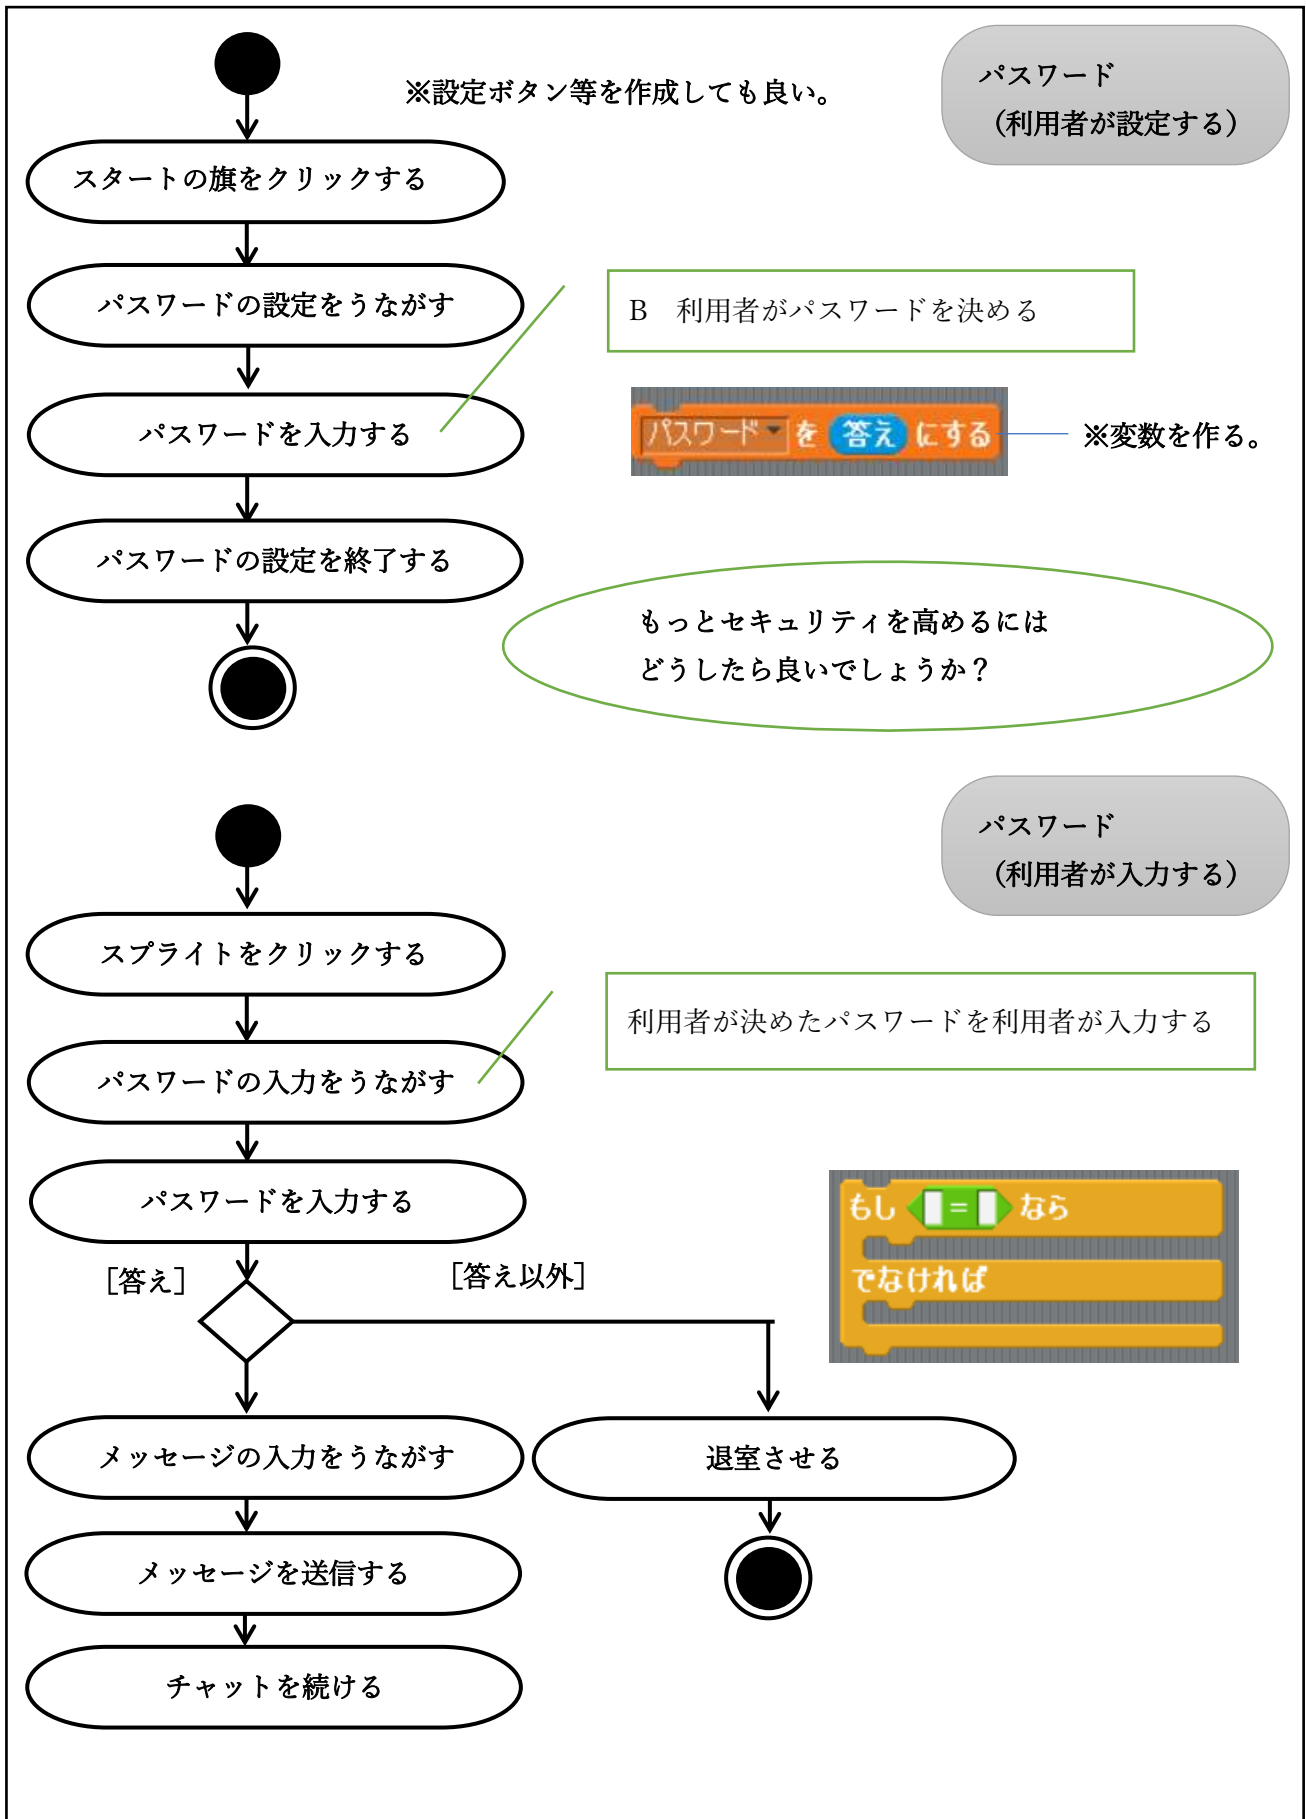 ※設定ボタン等を作成しても良い。
パスワード
（利用者が設定する）
スタートの旗をクリックする
パスワードの設定をうながす
B　利用者がパスワードを決める
パスワードを入力する
パスワード を 答え にする
※変数を作る。
パスワードの設定を終了する
もっとセキュリティを高めるには
どうしたら良いでしょうか？
パスワード
（利用者が入力する）
スプライトをクリックする
利用者が決めたパスワードを利用者が入力する
パスワードの入力をうながす
パスワードを入力する
もし = なら
でなければ
［答え］
［答え以外］
メッセージの入力をうながす
退室させる
メッセージを送信する
チャットを続ける